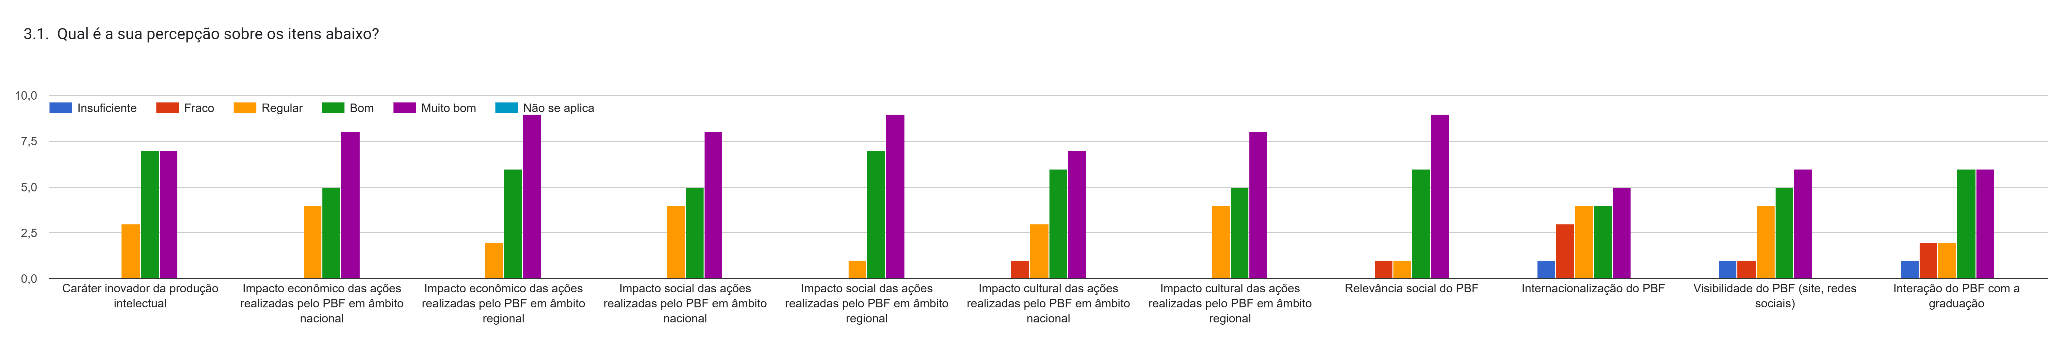 3.1.  Qual é a sua percepção sobre os itens abaixo?
10,0
Insuficiente Fraco Regular Bom Muito bom Não se aplica
7,5
5,0
2,5
0,0
Caráter inovador da produção
intelectual
Impacto econômico das ações
realizadas pelo PBF em âmbito
nacional
Impacto econômico das ações
realizadas pelo PBF em âmbito
regional
Impacto social das ações
realizadas pelo PBF em âmbito
nacional
Impacto social das ações
realizadas pelo PBF em âmbito
regional
Impacto cultural das ações
realizadas pelo PBF em âmbito
nacional
Impacto cultural das ações
realizadas pelo PBF em âmbito
regional
Relevância social do PBF
Internacionalização do PBF
Visibilidade do PBF (site, redes
sociais)
Interação do PBF com a
graduação